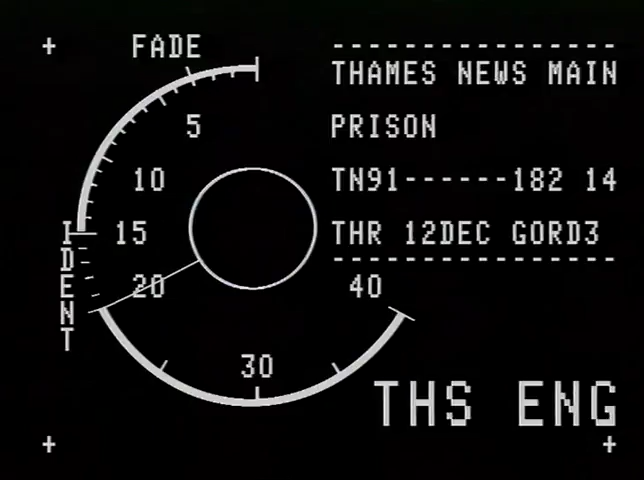 FADE
----------------
THAMES NEWS MAIN
PRISON
TN91------182 14
THR 12DEC GORD3
----------------
5
10
15
20
30
40
IDENT
THS ENG